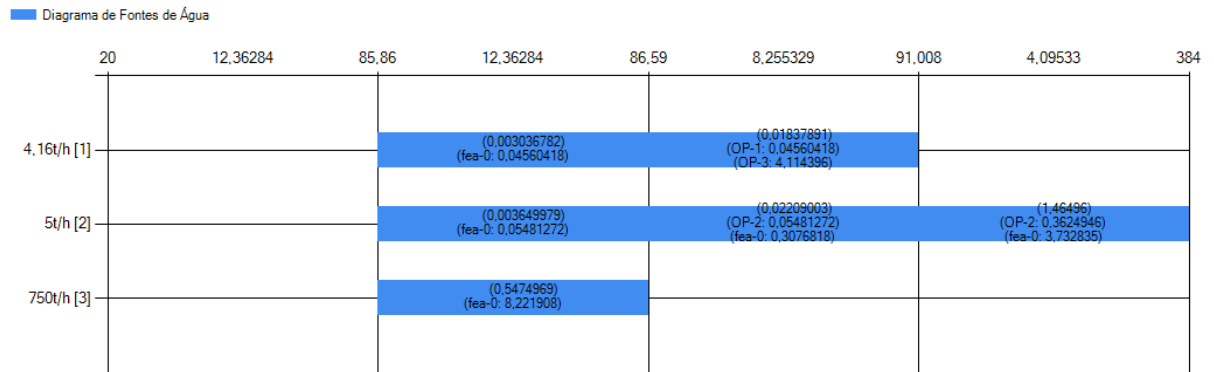 Diagrama de Fontes de Água
20 12,36284 85,86 12,36284 86,59 8,255329 91,008 4,09533 384
4,16t/h [1]
(0,003036782)
(fea-0: 0,04560418)
(0,01837891)
(OP-1: 0,04560418)
(OP-3: 4,114396)
5t/h [2]
(0,003649979)
(fea-0: 0,05481272)
(0,02209003)
(OP-2: 0,05481272)
(fea-0: 0,3076818)
(1,46496)
(OP-2: 0,3624946)
(fea-0: 3,732835)
750t/h [3]
(0,5474969)
(fea-0: 8,221908)